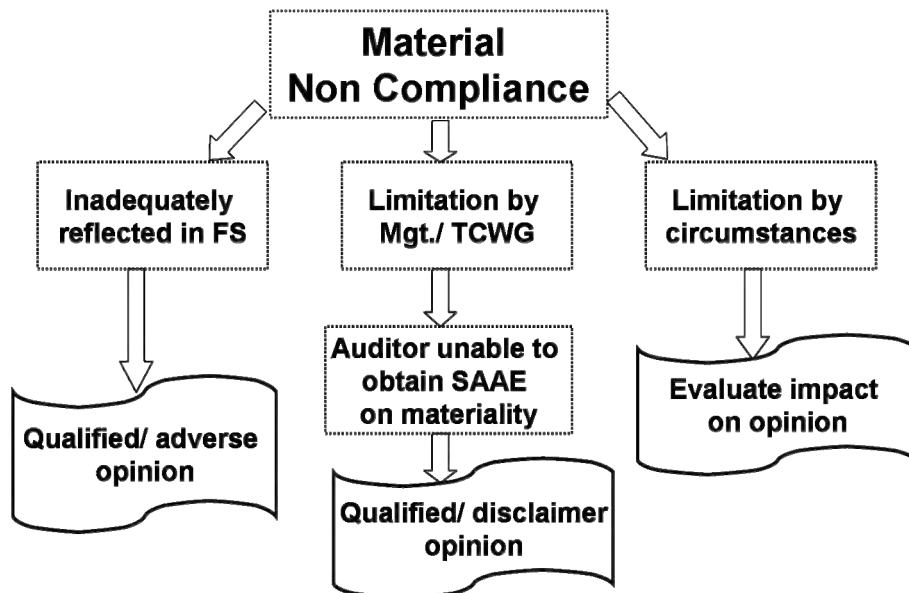 Material
Non Compliance
Inadequately
reflected in FS
Limitation by
Mgt./ TCWG
Limitation by
circumstances
Auditor unable to
obtain SAAE
on materiality
Qualified/ adverse
opinion
Qualified/ disclaimer
opinion
Evaluate impact
on opinion